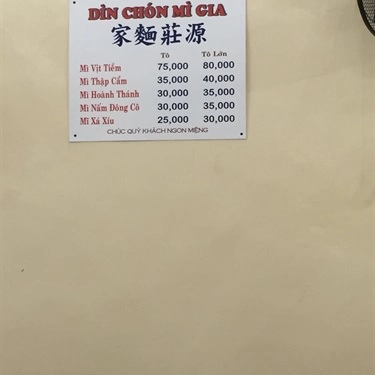 DỈN CHÓN MÌ GIA
家麵莊源
Tô Tô Lớn
Mì Vịt Tiềm 75,000 80,000
Mì Thập Cẩm 35,000 40,000
Mì Hoành Thánh 30,000 35,000
Mì Nấm Đông Cô 30,000 35,000
Mì Xá Xíu 25,000 30,000
CHÚC QUÝ KHÁCH NGON MIỆNG